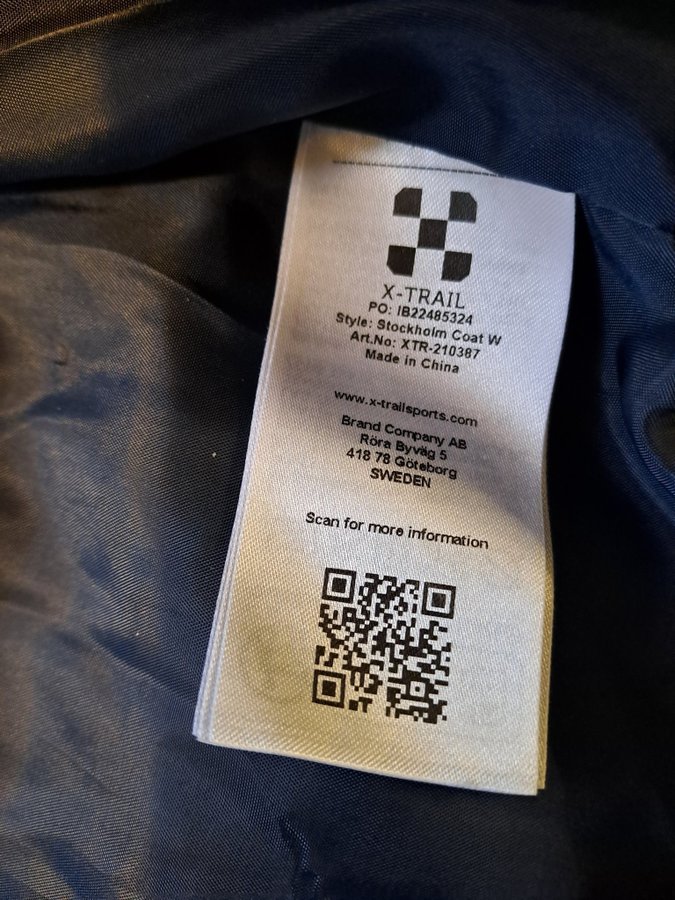 X-TRAIL
PO: IB22485324
Style: Stockholm Coat W
Art.No: XTR-210387
Made in China
www.x-trailsports.com
Brand Company AB
Röra Byväg 5
418 78 Göteborg
SWEDEN
Scan for more information